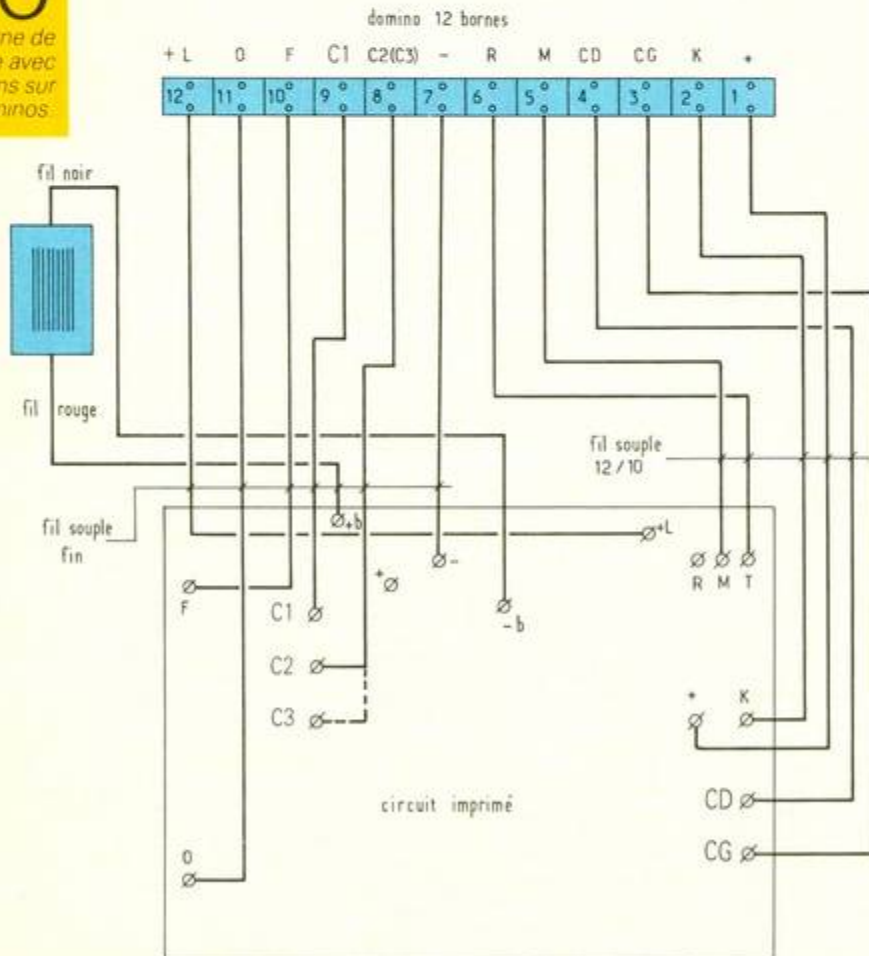 O
ne de
e avec
ns sur
minos.
domino 12 bornes
+L O F C1 C2(C3) - R M CD CG K +
12 11 10 9 8 7 6 5 4 3 2 1
fil noir
fil rouge
fil souple
12/10
fil souple
fin
+b
+L
-
+
R M T
F
C1
-b
C2
C3
+ K
circuit imprimé
CD
CG
O